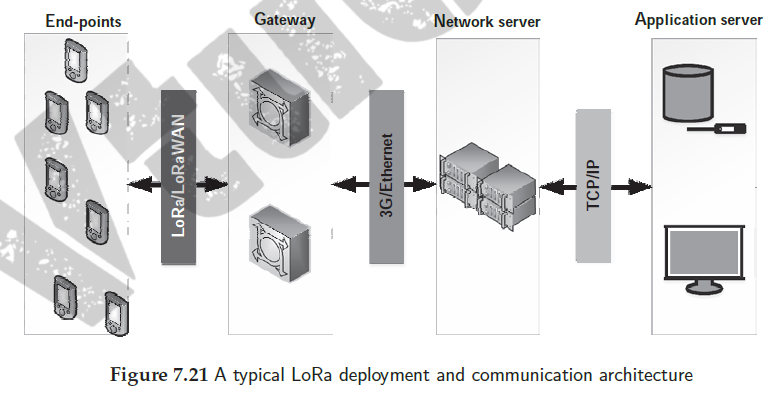 End-points
Gateway
Network server
Application server
LoRa/LoRaWAN
3G/Ethernet
TCP/IP
Figure 7.21 A typical LoRa deployment and communication architecture